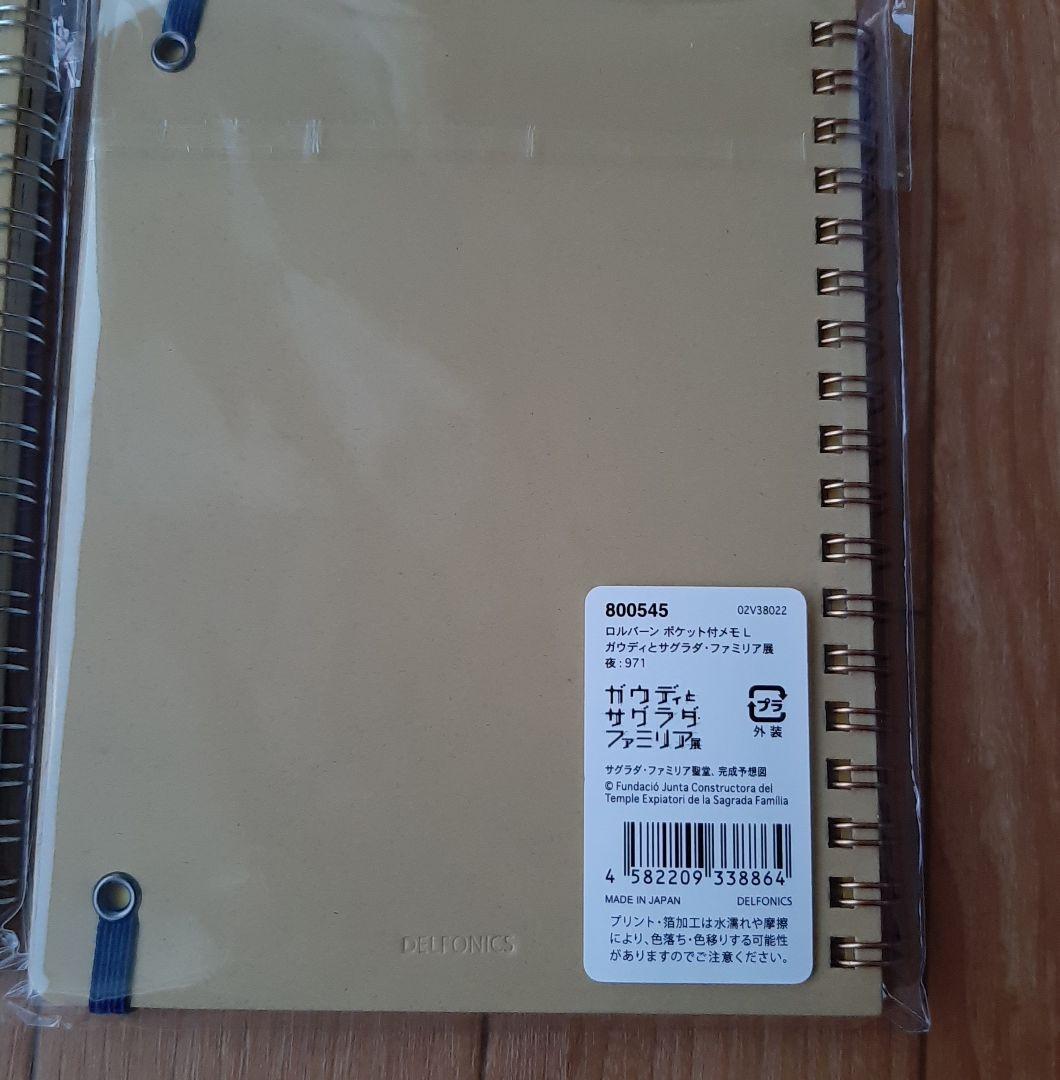 800545 02V38022
ロルバーン ポケット付メモ L
ガウディとサグラダ・ファミリア展
夜 : 971
ガウディと
サグラダ
ファミリア展
プラ
外装
サグラダ・ファミリア聖堂、完成予想図
© Fundació Junta Constructora del
Temple Expiatori de la Sagrada Família
4 582209 338864
MADE IN JAPAN DELFONICS
プリント・箔加工は水濡れや摩擦
により、色落ち・色移りする可能性
がありますのでご注意ください。
DELFONICS